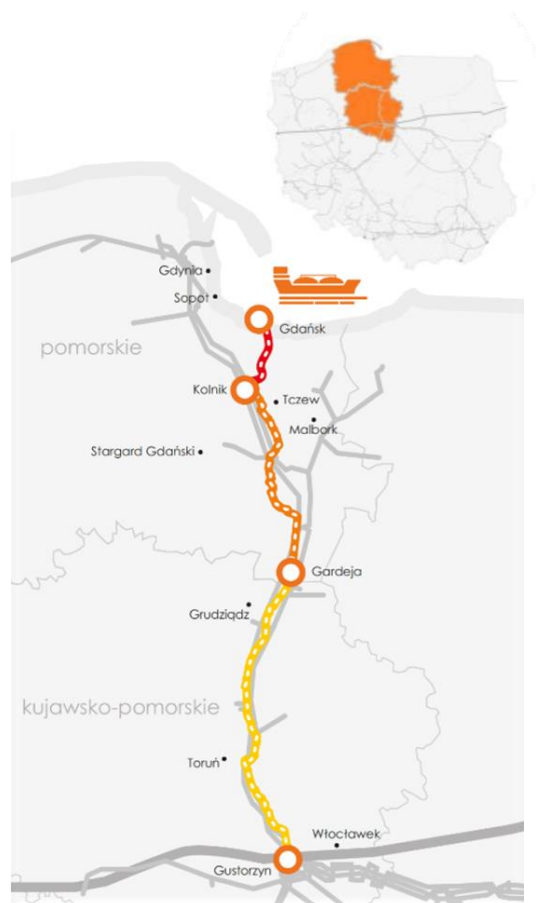 Gdynia
Sopot
Gdańsk
pomorskie
Kolnik
Tczew
Malbork
Stargard Gdański
Gardeja
Grudziądz
kujawsko-pomorskie
Toruń
Włocławek
Gustorzyn